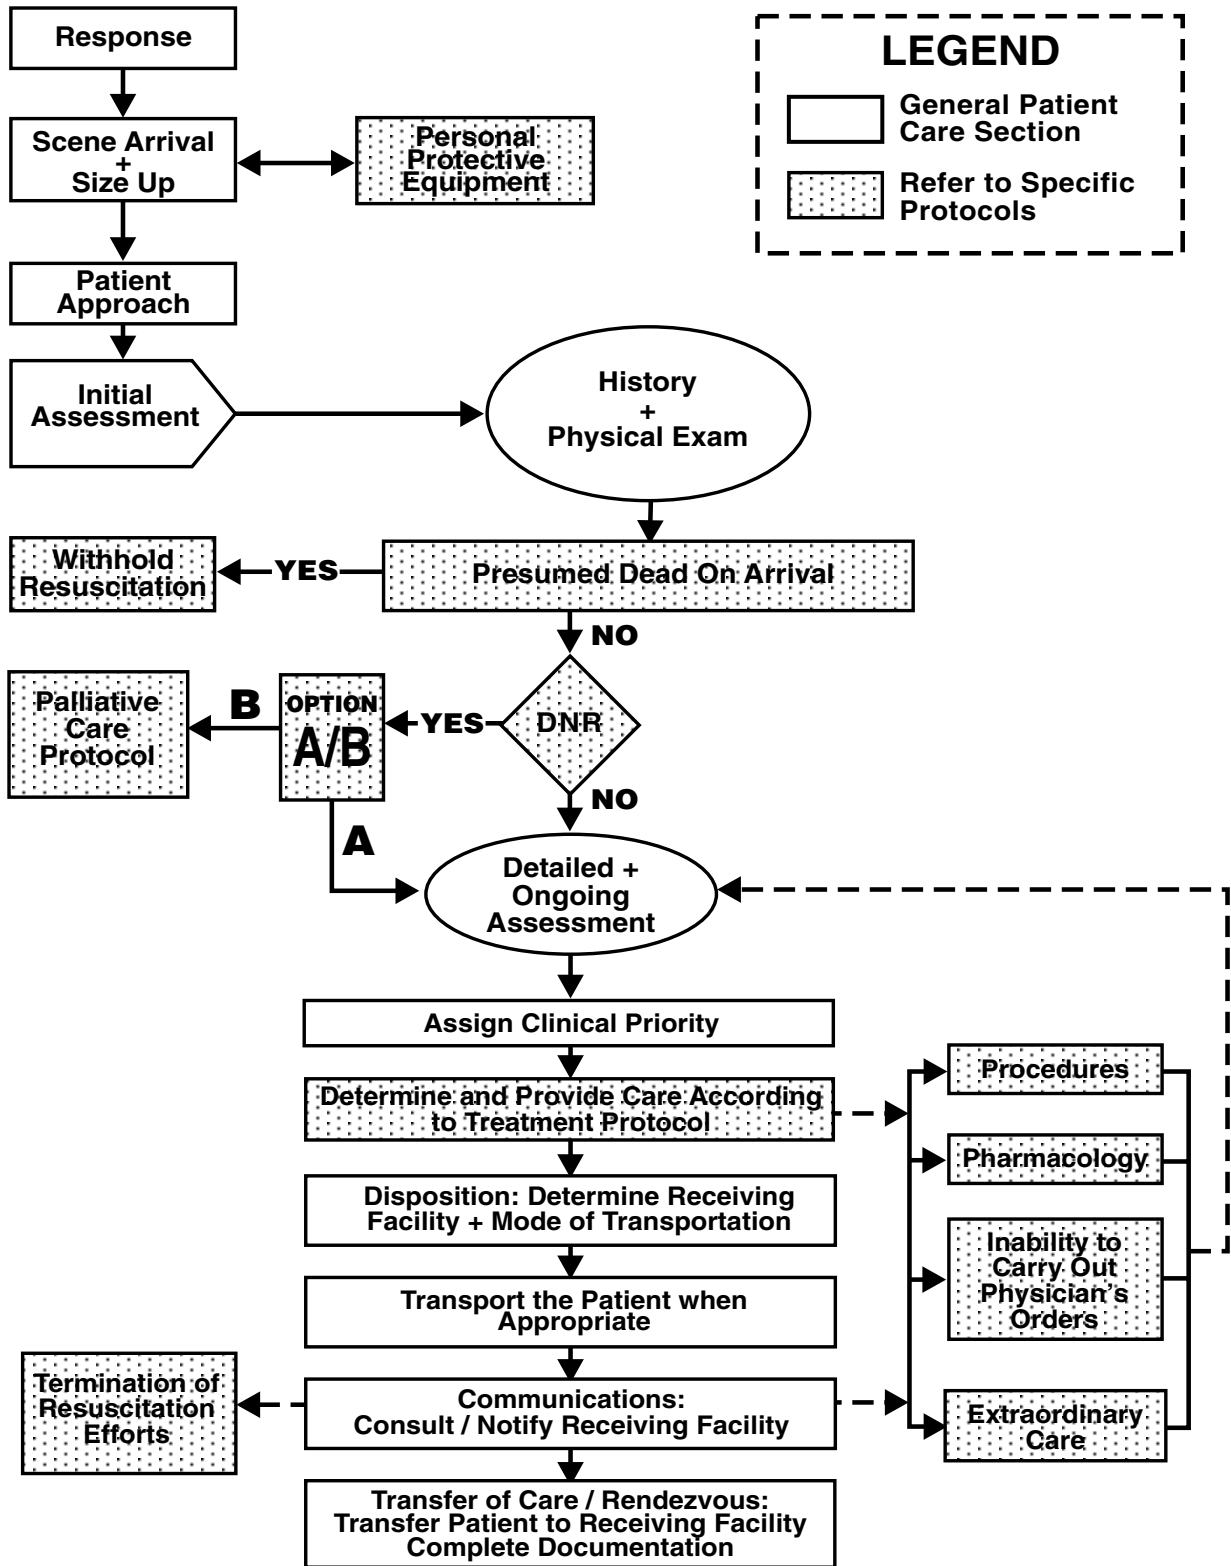 Response
LEGEND
General Patient
Care Section
Refer to Specific
Protocols
Scene Arrival
+
Size Up
Personal
Protective
Equipment
Patient
Approach
Initial
Assessment
History
+
Physical Exam
Withhold
Resuscitation
YES
Presumed Dead On Arrival
NO
Palliative
Care
Protocol
B
OPTION
A/B
YES
DNR
NO
A
Detailed +
Ongoing
Assessment
Assign Clinical Priority
Determine and Provide Care According
to Treatment Protocol
Procedures
Pharmacology
Inability to
Carry Out
Physician's
Orders
Extraordinary
Care
Disposition: Determine Receiving
Facility + Mode of Transportation
Transport the Patient when
Appropriate
Termination of
Resuscitation
Efforts
Communications:
Consult / Notify Receiving Facility
Transfer of Care / Rendezvous:
Transfer Patient to Receiving Facility
Complete Documentation